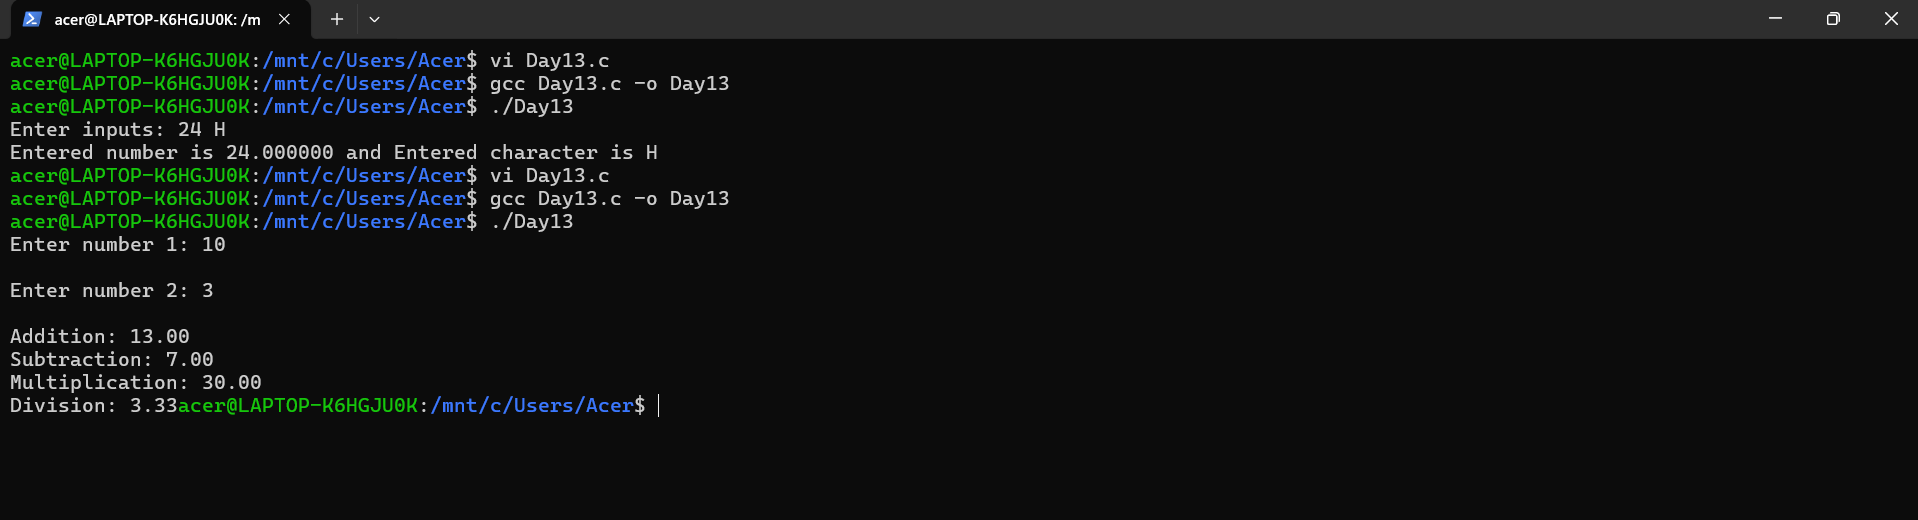 acer@LAPTOP-K6HGJU0K: /m
acer@LAPTOP-K6HGJU0K:/mnt/c/Users/Acer$ vi Day13.c
acer@LAPTOP-K6HGJU0K:/mnt/c/Users/Acer$ gcc Day13.c -o Day13
acer@LAPTOP-K6HGJU0K:/mnt/c/Users/Acer$ ./Day13
Enter inputs: 24 H
Entered number is 24.000000 and Entered character is H
acer@LAPTOP-K6HGJU0K:/mnt/c/Users/Acer$ vi Day13.c
acer@LAPTOP-K6HGJU0K:/mnt/c/Users/Acer$ gcc Day13.c -o Day13
acer@LAPTOP-K6HGJU0K:/mnt/c/Users/Acer$ ./Day13
Enter number 1: 10
Enter number 2: 3
Addition: 13.00
Subtraction: 7.00
Multiplication: 30.00
Division: 3.33acer@LAPTOP-K6HGJU0K:/mnt/c/Users/Acer$